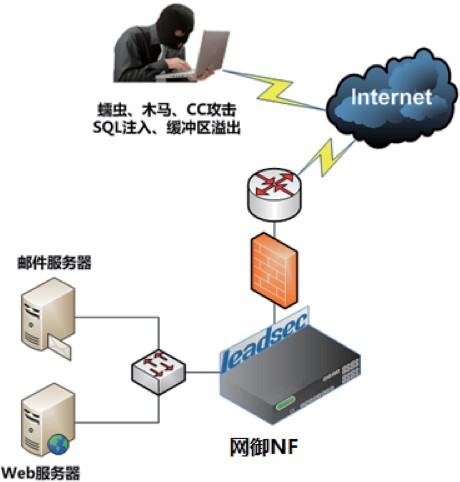 蠕虫、木马、CC攻击
SQL注入、缓冲区溢出
Internet
邮件服务器
leadsec
网御NF
Web服务器